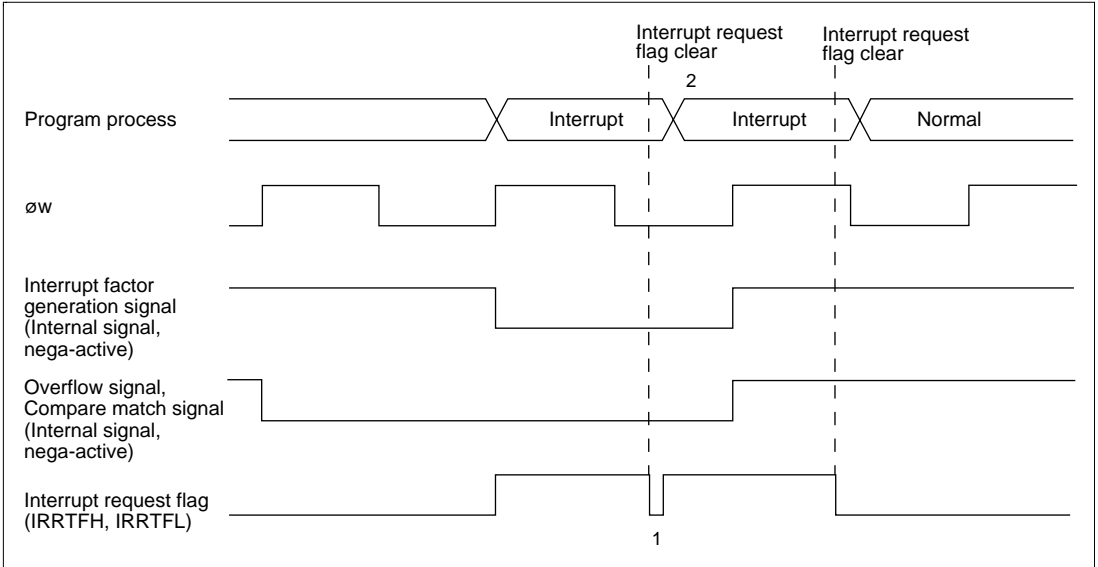 Interrupt request
flag clear
Interrupt request
flag clear
2
Program process
Interrupt
Interrupt
Normal
øw
Interrupt factor
generation signal
(Internal signal,
nega-active)
Overflow signal,
Compare match signal
(Internal signal,
nega-active)
Interrupt request flag
(IRRTFH, IRRTFL)
1